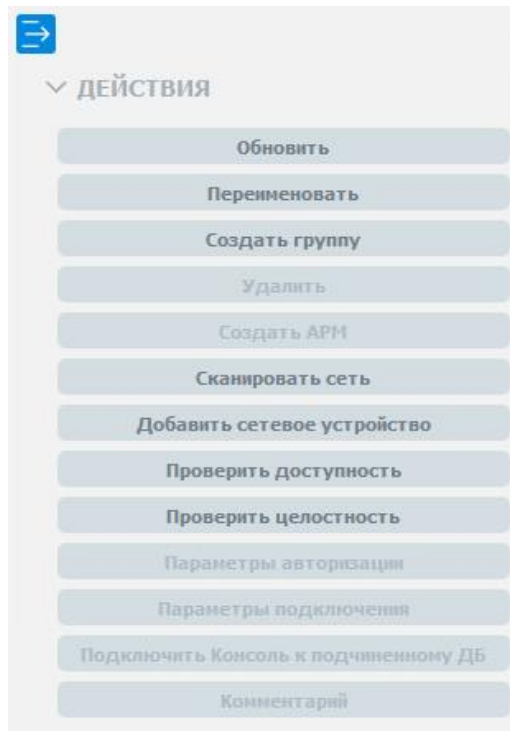 ДЕЙСТВИЯ
Обновить
Переименовать
Создать группу
Удалить
Создать АРМ
Сканировать сеть
Добавить сетевое устройство
Проверить доступность
Проверить целостность
Параметры авторизации
Параметры подключения
Подключить Консоль к подчиненному ДБ
Комментарий